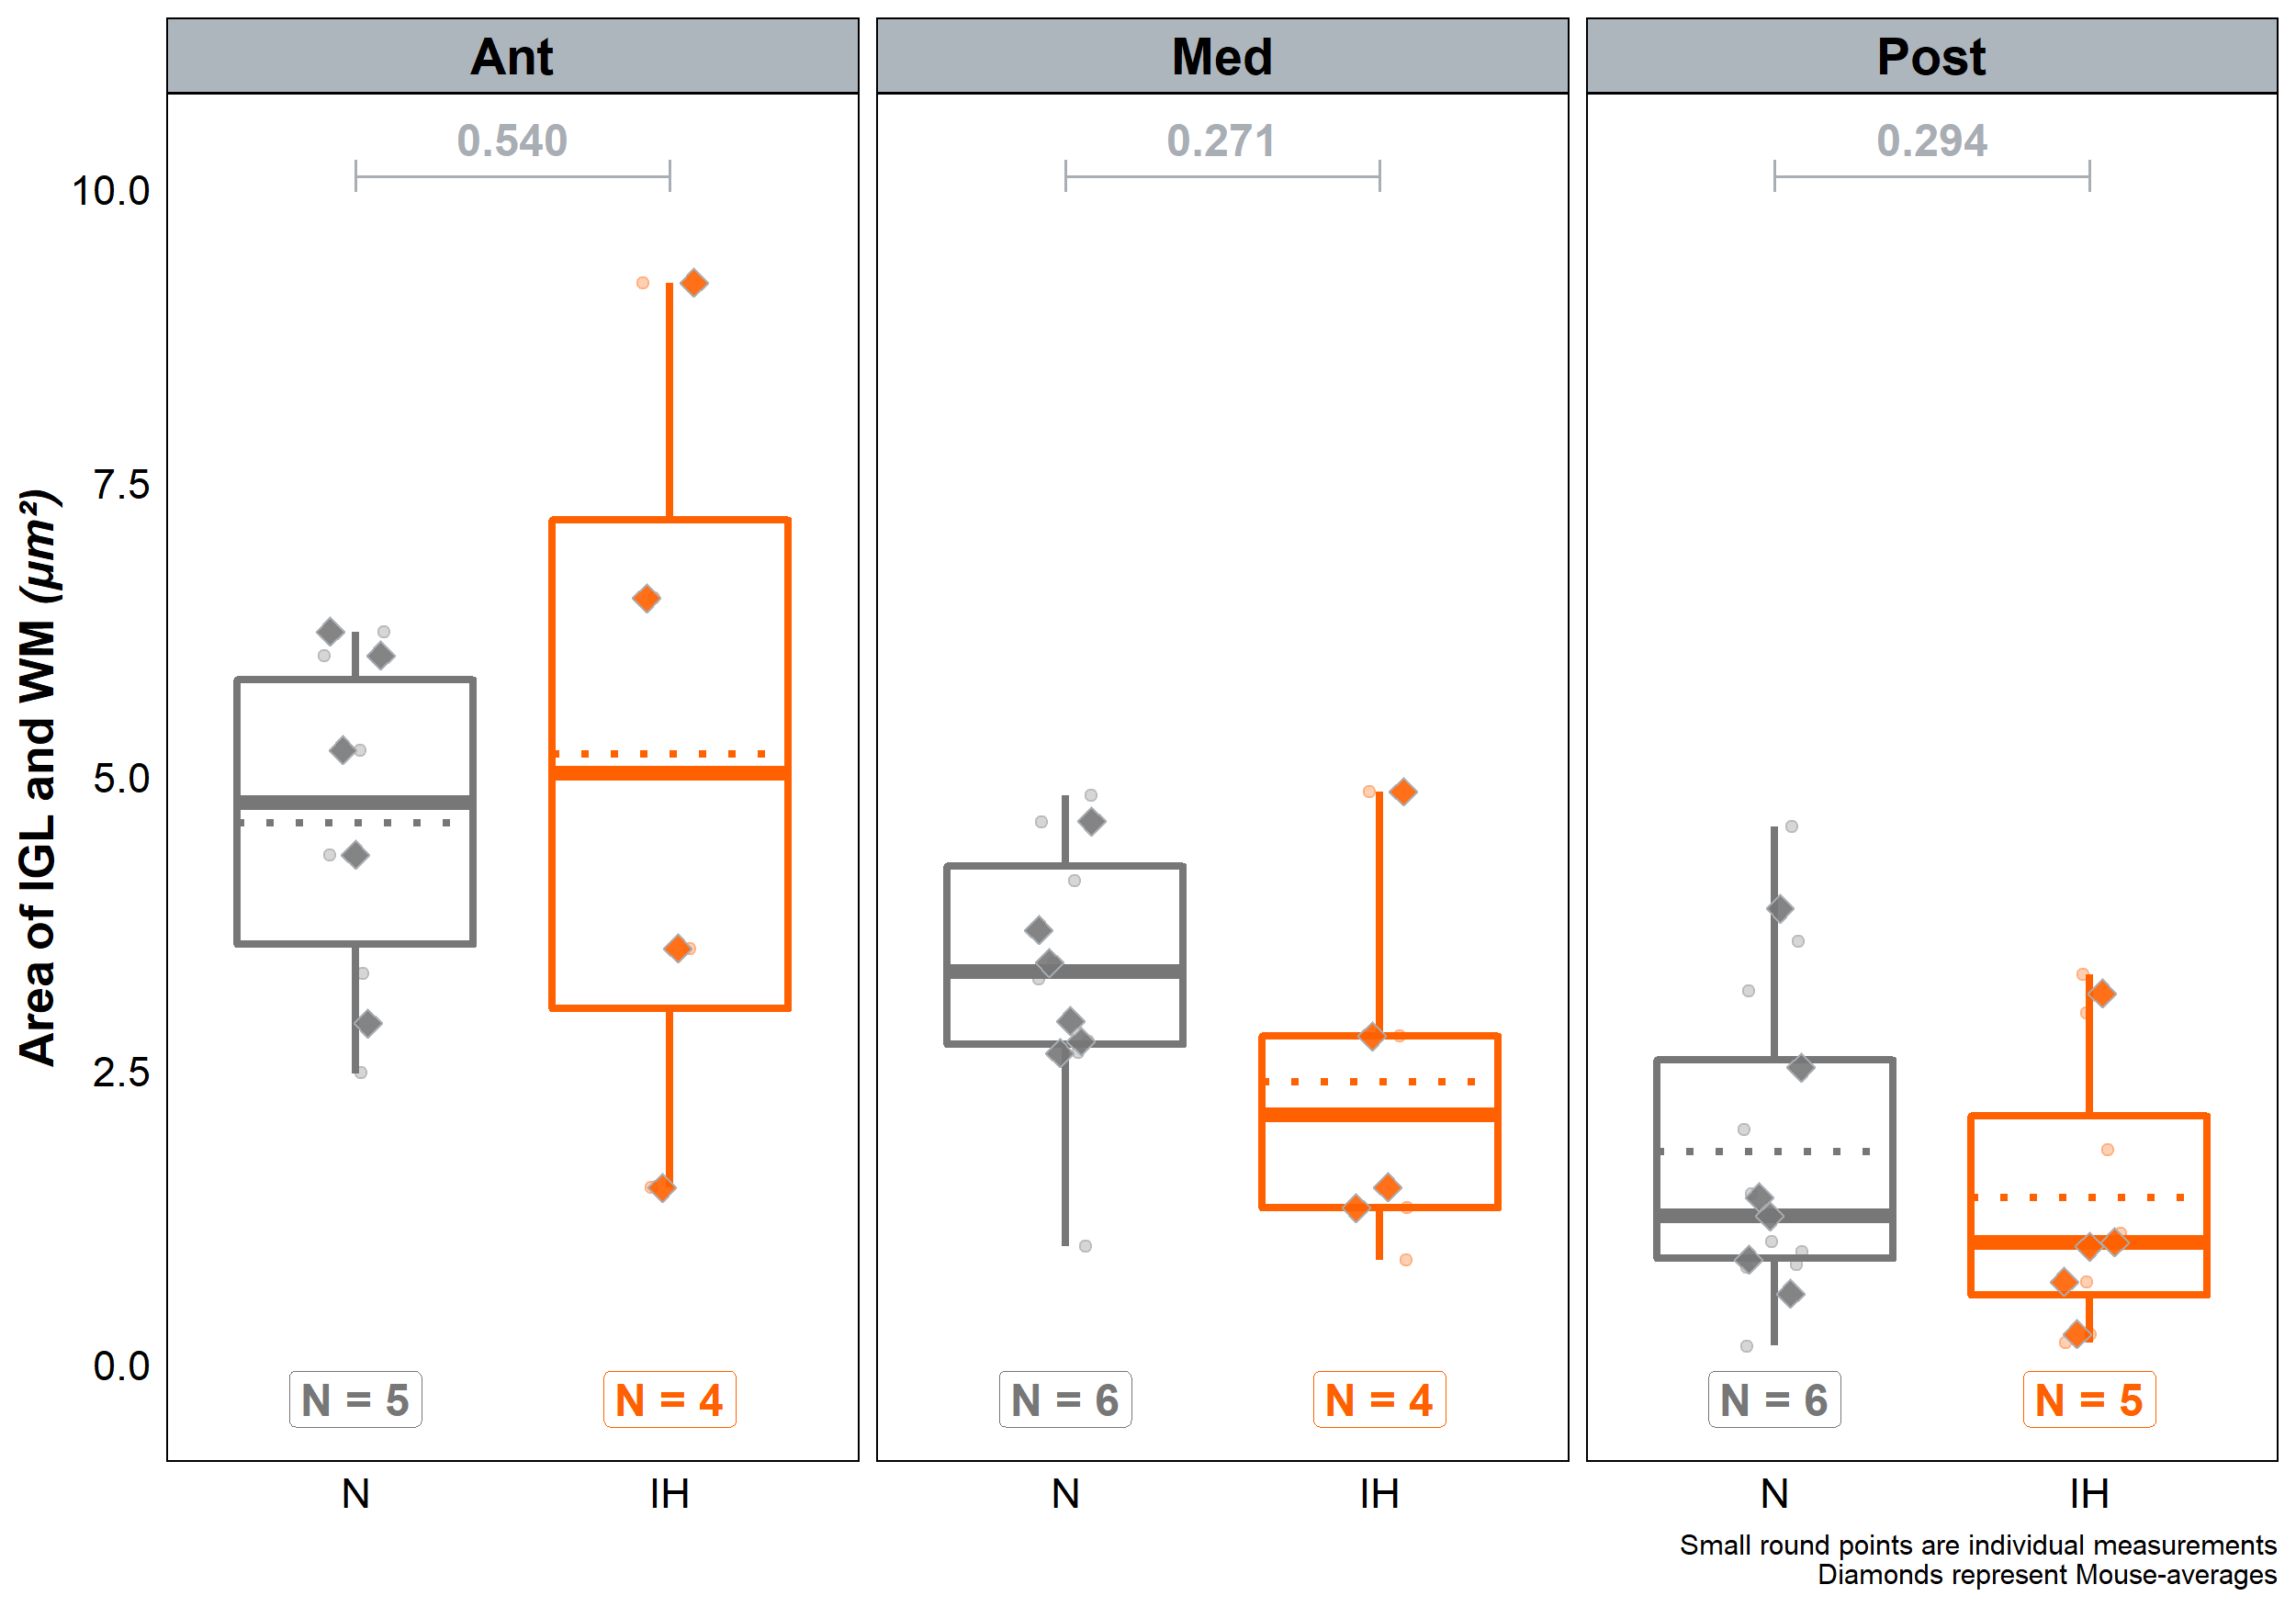 Ant
Med
Post
0.540
0.271
0.294
10.0
7.5
5.0
2.5
0.0
Area of IGL and WM (µm²)
N = 5
N = 4
N = 6
N = 4
N = 6
N = 5
N
IH
N
IH
N
IH
Small round points are individual measurements
Diamonds represent Mouse-averages